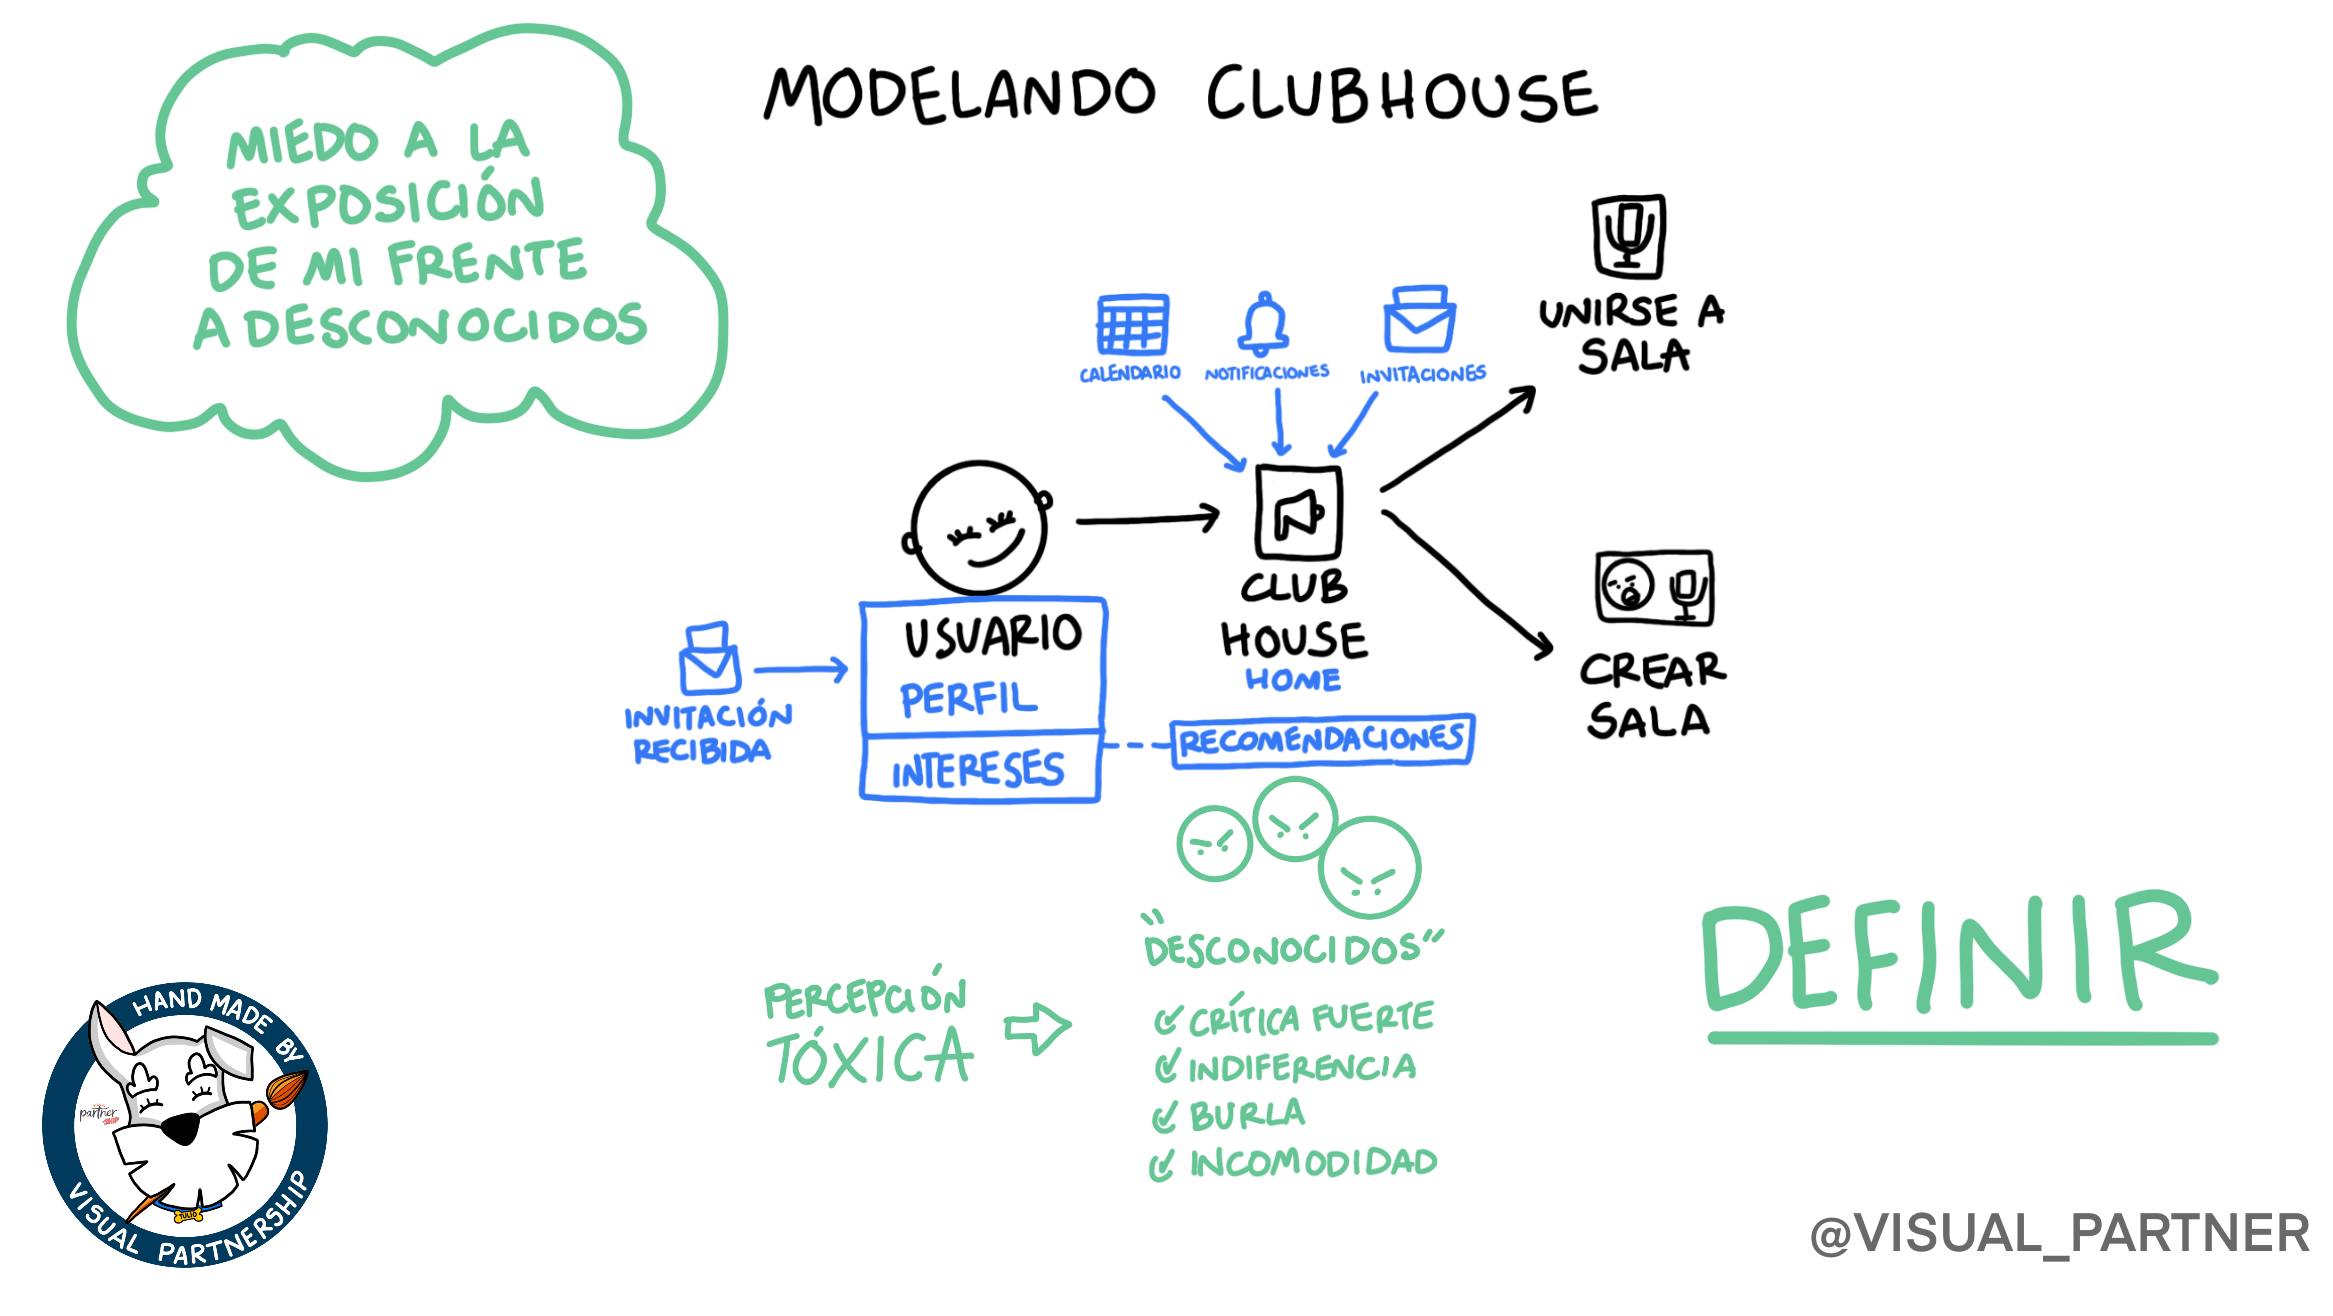 MODELANDO CLUBHOUSE
MIEDO A LA
EXPOSICIÓN
DE MI FRENTE
A DESCONOCIDOS
CALENDARIO
NOTIFICACIONES
INVITACIONES
UNIRSE A
SALA
CLUB
HOUSE
HOME
CREAR
SALA
INVITACIÓN
RECIBIDA
USUARIO
PERFIL
INTERESES
RECOMENDACIONES
"DESCONOCIDOS"
PERCEPCIÓN
TÓXICA
CRÍTICA FUERTE
INDIFERENCIA
BURLA
INCOMODIDAD
DEFINIR
HAND MADE BY
partner
TULIO
VISUAL PARTNERSHIP
@VISUAL_PARTNER